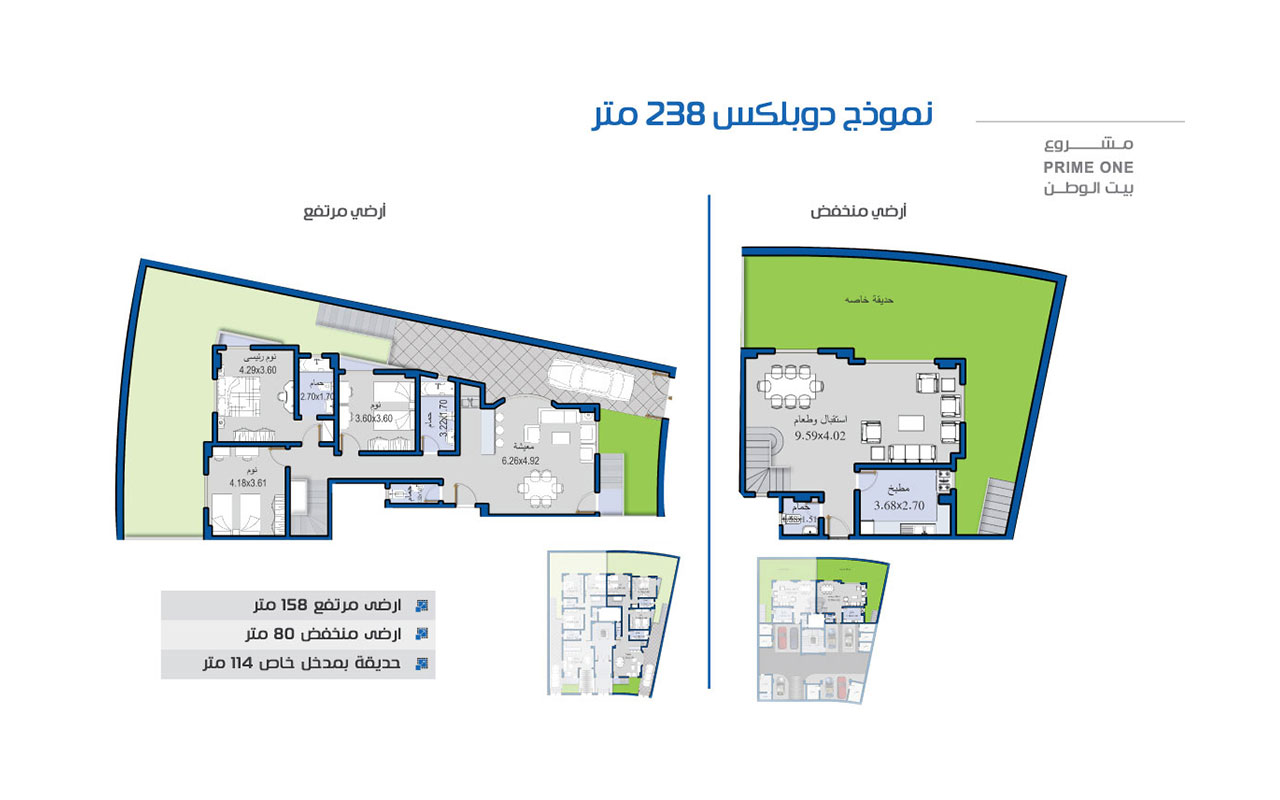 نموذج دوبلكس 238 متر
مشروع
PRIME ONE
بيت الوطن
أرضي منخفض
حديقة خاصه
استقبال وطعام
9.59x4.02
مطبخ
3.68x2.70
حمام
أرضي مرتفع
نوم رئيسى
4.29x3.60
حمام
2.70x1.70
نوم
3.60x3.60
حمام
3.22x1.70
معيشة
6.26x4.92
نوم
4.18x3.61
حمام
ارضى مرتفع 158 متر
ارضى منخفض 80 متر
حديقة بمدخل خاص 114 متر